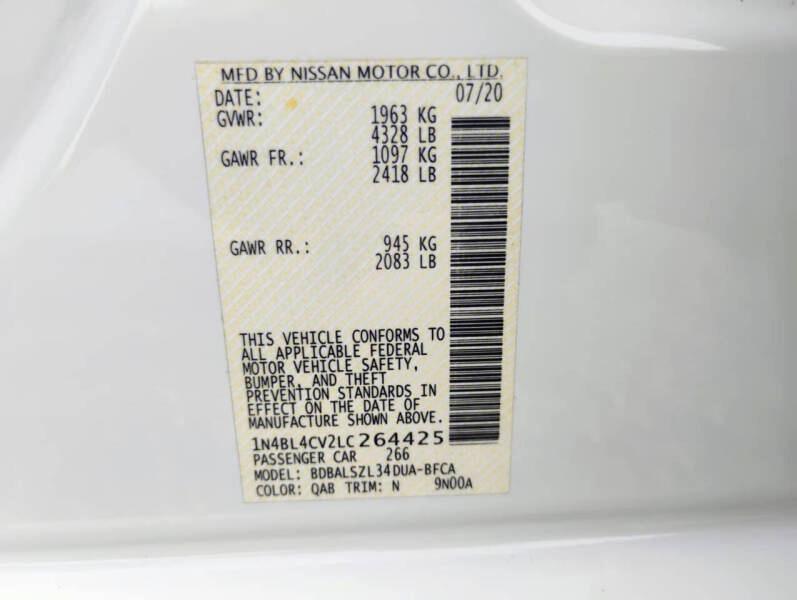 MFD BY NISSAN MOTOR CO., LTD.
DATE: 07/20
GVWR: 1963 KG
4328 LB
GAWR FR.: 1097 KG
2418 LB
GAWR RR.: 945 KG
2083 LB
THIS VEHICLE CONFORMS TO
ALL APPLICABLE FEDERAL
MOTOR VEHICLE SAFETY,
BUMPER, AND THEFT
PREVENTION STANDARDS IN
EFFECT ON THE DATE OF
MANUFACTURE SHOWN ABOVE.
1N4BL4CV2LC264425
PASSENGER CAR 266
MODEL: BDBALSZL34DUA-BFCA
COLOR: QAB TRIM: N 9N00A